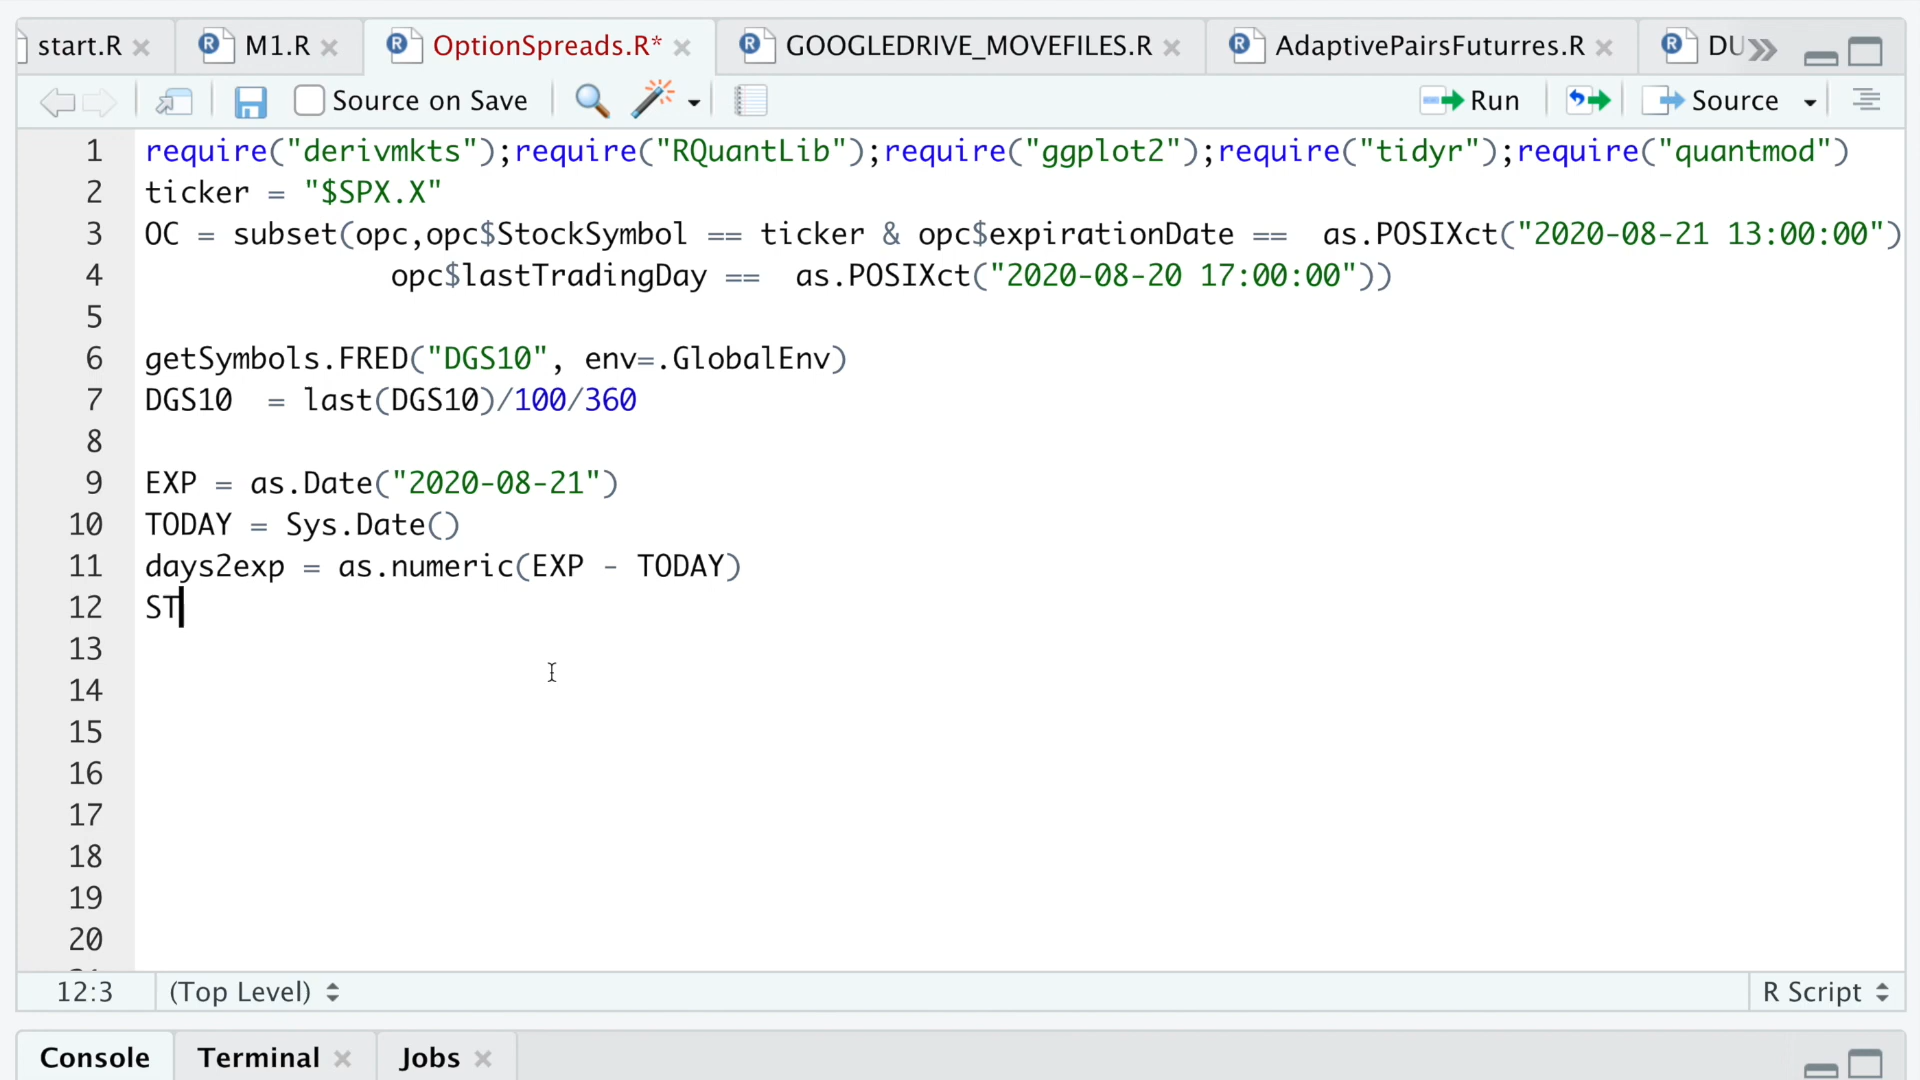 start.R M1.R OptionSpreads.R* GOOGLEDRIVE_MOVEFILES.R AdaptivePairsFuturres.R DU
Source on Save Run Source
1 require("derivmkts");require("RQuantLib");require("ggplot2");require("tidyr");require("quantmod")
2 ticker = "$SPX.X"
3 OC = subset(opc,opc$StockSymbol == ticker & opc$expirationDate ==  as.POSIXct("2020-08-21 13:00:00")
4               opc$lastTradingDay ==  as.POSIXct("2020-08-20 17:00:00"))
5
6 getSymbols.FRED("DGS10", env=.GlobalEnv)
7 DGS10  = last(DGS10)/100/360
8
9 EXP = as.Date("2020-08-21")
10 TODAY = Sys.Date()
11 days2exp = as.numeric(EXP - TODAY)
12 ST
13
14
15
16
17
18
19
20
12:3 (Top Level) R Script
Console Terminal Jobs